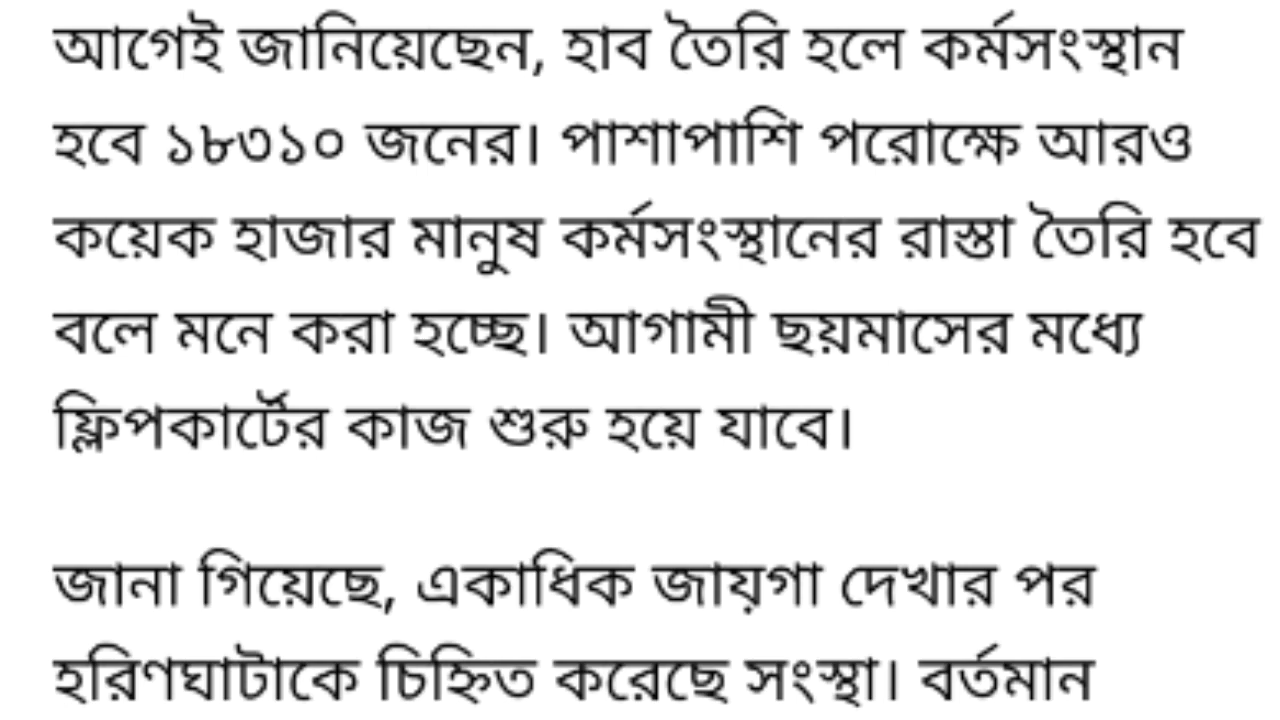 আগেই জানিয়েছেন, হাব তৈরি হলে কর্মসংস্থান
হবে ১৮৩১০ জনের। পাশাপাশি পরোক্ষে আরও
কয়েক হাজার মানুষ কর্মসংস্থানের রাস্তা তৈরি হবে
বলে মনে করা হচ্ছে। আগামী ছয়মাসের মধ্যে
ফ্লিপকার্টের কাজ শুরু হয়ে যাবে।
জানা গিয়েছে, একাধিক জায়গা দেখার পর
হরিণঘাটাকে চিহ্নিত করেছে সংস্থা। বর্তমান